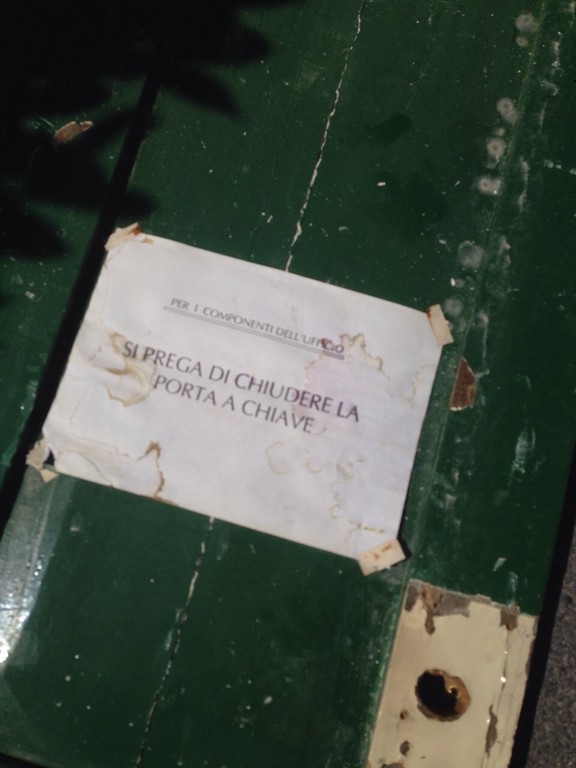 PER I COMPONENTI DELL'UFFICIO
SI PREGA DI CHIUDERE LA
PORTA A CHIAVE